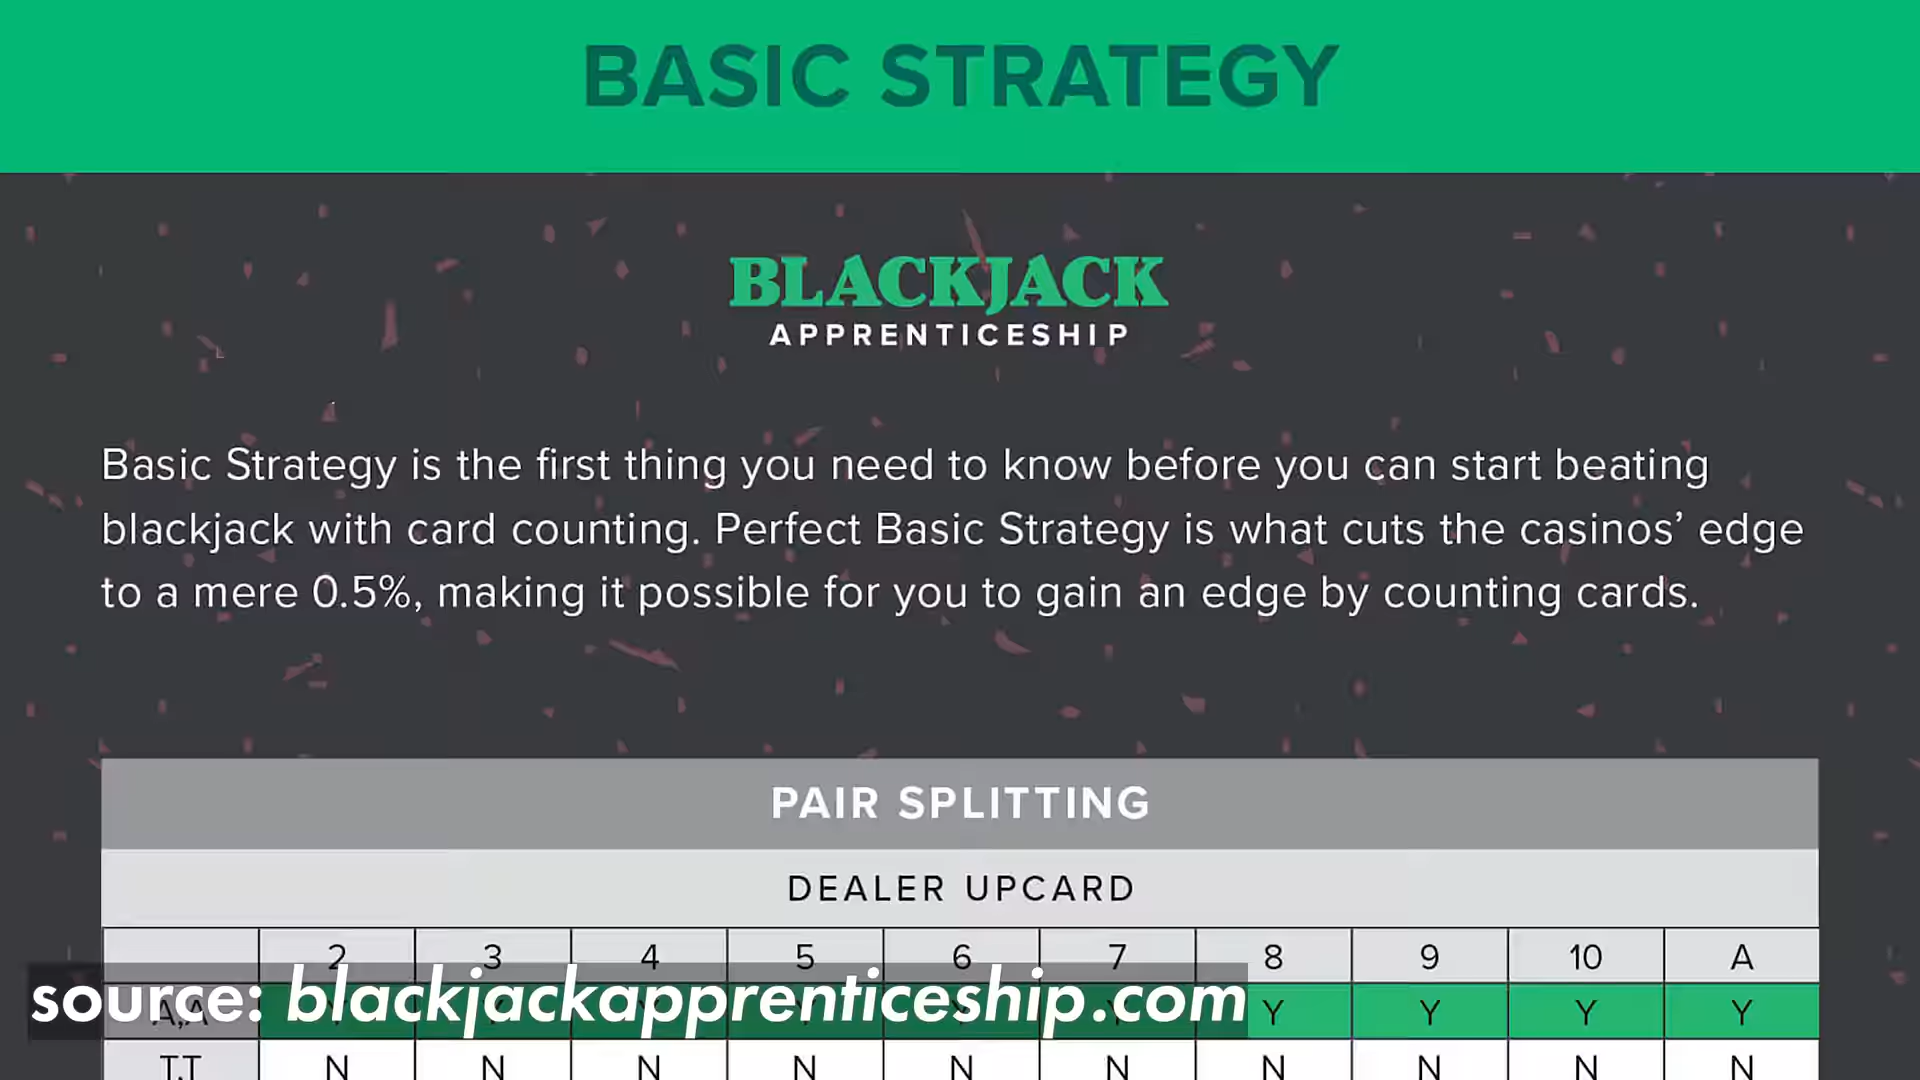 BASIC STRATEGY
BLACKJACK
APPRENTICESHIP
Basic Strategy is the first thing you need to know before you can start beating
blackjack with card counting. Perfect Basic Strategy is what cuts the casinos’ edge
to a mere 0.5%, making it possible for you to gain an edge by counting cards.
PAIR SPLITTING
DEALER UPCARD
2 3 4 5 6 7 8 9 10 A
A,A Y Y Y Y Y Y Y Y Y Y
source: blackjackapprenticeship.com
T,T N N N N N N N N N N